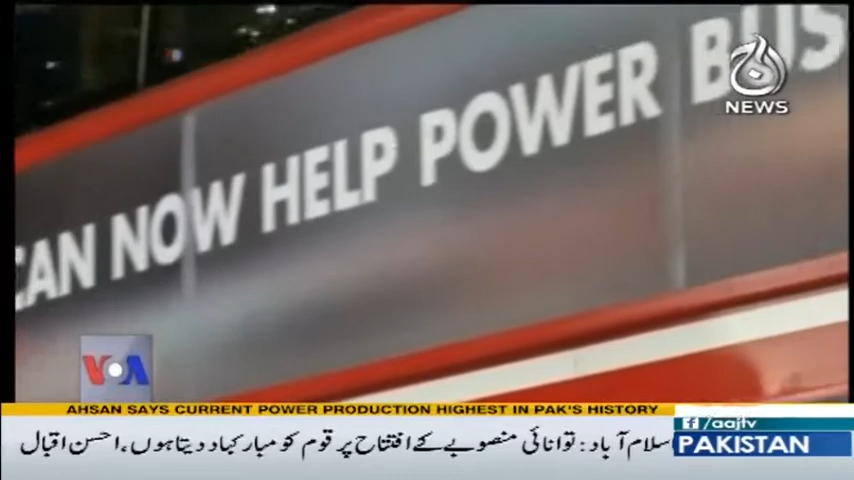 CAN NOW HELP POWER BUS
NEWS
VOA
AHSAN SAYS CURRENT POWER PRODUCTION HIGHEST IN PAK'S HISTORY
f/aajtv
اسلام آباد: توانائی منصوبے کے افتتاح پر قوم کو مبارکباد دیتا ہوں، احسن اقبال
PAKISTAN